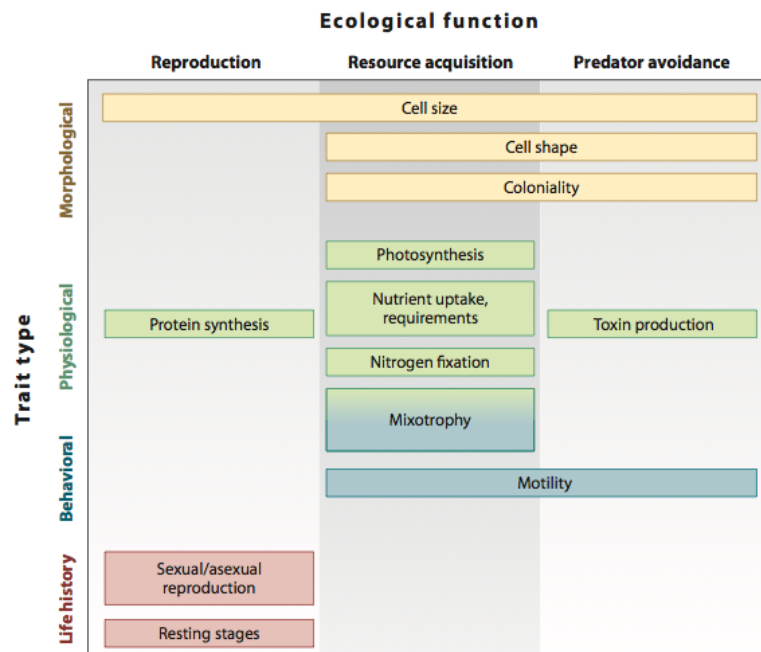 Ecological function
Reproduction
Resource acquisition
Predator avoidance
Trait type
Morphological
Cell size
Cell shape
Coloniality
Physiological
Photosynthesis
Nutrient uptake,
requirements
Protein synthesis
Toxin production
Nitrogen fixation
Mixotrophy
Behavioral
Motility
Life history
Sexual/asexual
reproduction
Resting stages